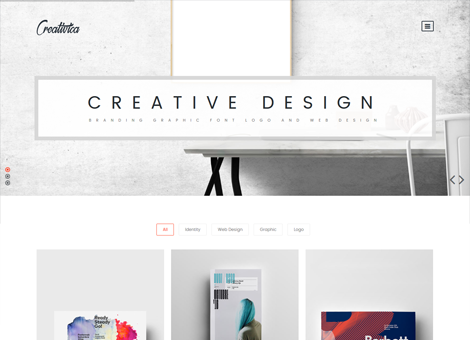 Creativica
CREATIVE DESIGN
BRANDING GRAPHIC FONT LOGO AND WEB DESIGN
All
Identity
Web Design
Graphic
Logo
Ready
Steady
Go!